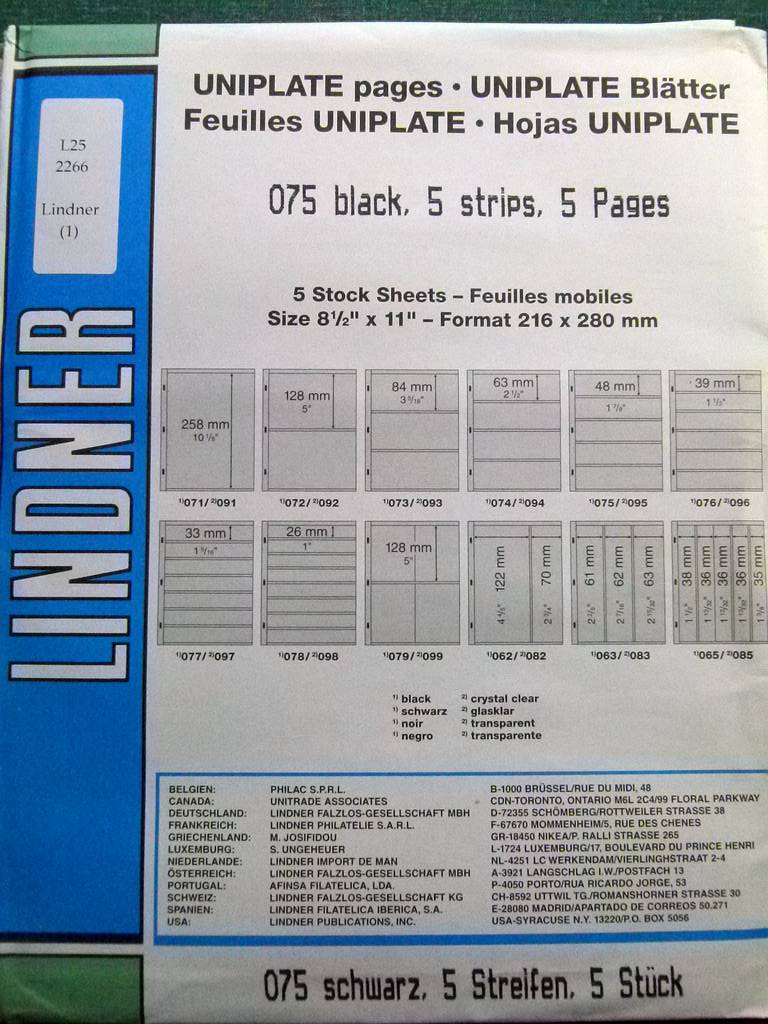 UNIPLATE pages • UNIPLATE Blätter
Feuilles UNIPLATE • Hojas UNIPLATE
L25
2266
Lindner
(1)
075 black, 5 strips, 5 Pages
5 Stock Sheets – Feuilles mobiles
Size 8½" x 11" – Format 216 x 280 mm
LINDNER
258 mm
10 ⅛"
128 mm
5"
84 mm
3 5/16"
63 mm
2 ½"
48 mm
1 ⅞"
39 mm
1 ½"
1)071/2)091
1)072/2)092
1)073/2)093
1)074/2)094
1)075/2)095
1)076/2)096
33 mm
1 5/16"
26 mm
1"
128 mm
5"
122 mm
70 mm
61 mm
62 mm
63 mm
38 mm
36 mm
36 mm
36 mm
35 mm
1)077/2)097
1)078/2)098
1)079/2)099
1)062/2)082
1)063/2)083
1)065/2)085
1) black 2) crystal clear
1) schwarz 2) glasklar
1) noir 2) transparent
1) negro 2) transparente
BELGIEN: PHILAC S.P.R.L. B-1000 BRÜSSEL/RUE DU MIDI, 48
CANADA: UNITRADE ASSOCIATES CDN-TORONTO, ONTARIO M6L 2C4/99 FLORAL PARKWAY
DEUTSCHLAND: LINDNER FALZLOS-GESELLSCHAFT MBH D-72355 SCHÖMBERG/ROTTWEILER STRASSE 38
FRANKREICH: LINDNER PHILATELIE S.A.R.L. F-67670 MOMMENHEIM/5, RUE DES CHENES
GRIECHENLAND: M. JOSIFIDOU GR-18450 NIKEA/P. RALLI STRASSE 265
LUXEMBURG: S. UNGEHEUER L-1724 LUXEMBURG/17, BOULEVARD DU PRINCE HENRI
NIEDERLANDE: LINDNER IMPORT DE MAN NL-4251 LC WERKENDAM/VIERLINGHSTRAAT 2-4
ÖSTERREICH: LINDNER FALZLOS-GESELLSCHAFT MBH A-3921 LANGSCHLAG I.W./POSTFACH 13
PORTUGAL: AFINSA FILATELICA, LDA. P-4050 PORTO/RUA RICARDO JORGE, 53
SCHWEIZ: LINDNER FALZLOS-GESELLSCHAFT KG CH-8592 UTTWIL TG./ROMANSHORNER STRASSE 30
SPANIEN: LINDNER FILATELICA IBERICA, S.A. E-28080 MADRID/APARTADO DE CORREOS 50.271
USA: LINDNER PUBLICATIONS, INC. USA-SYRACUSE N.Y. 13220/P.O. BOX 5056
075 schwarz, 5 Streifen, 5 Stück